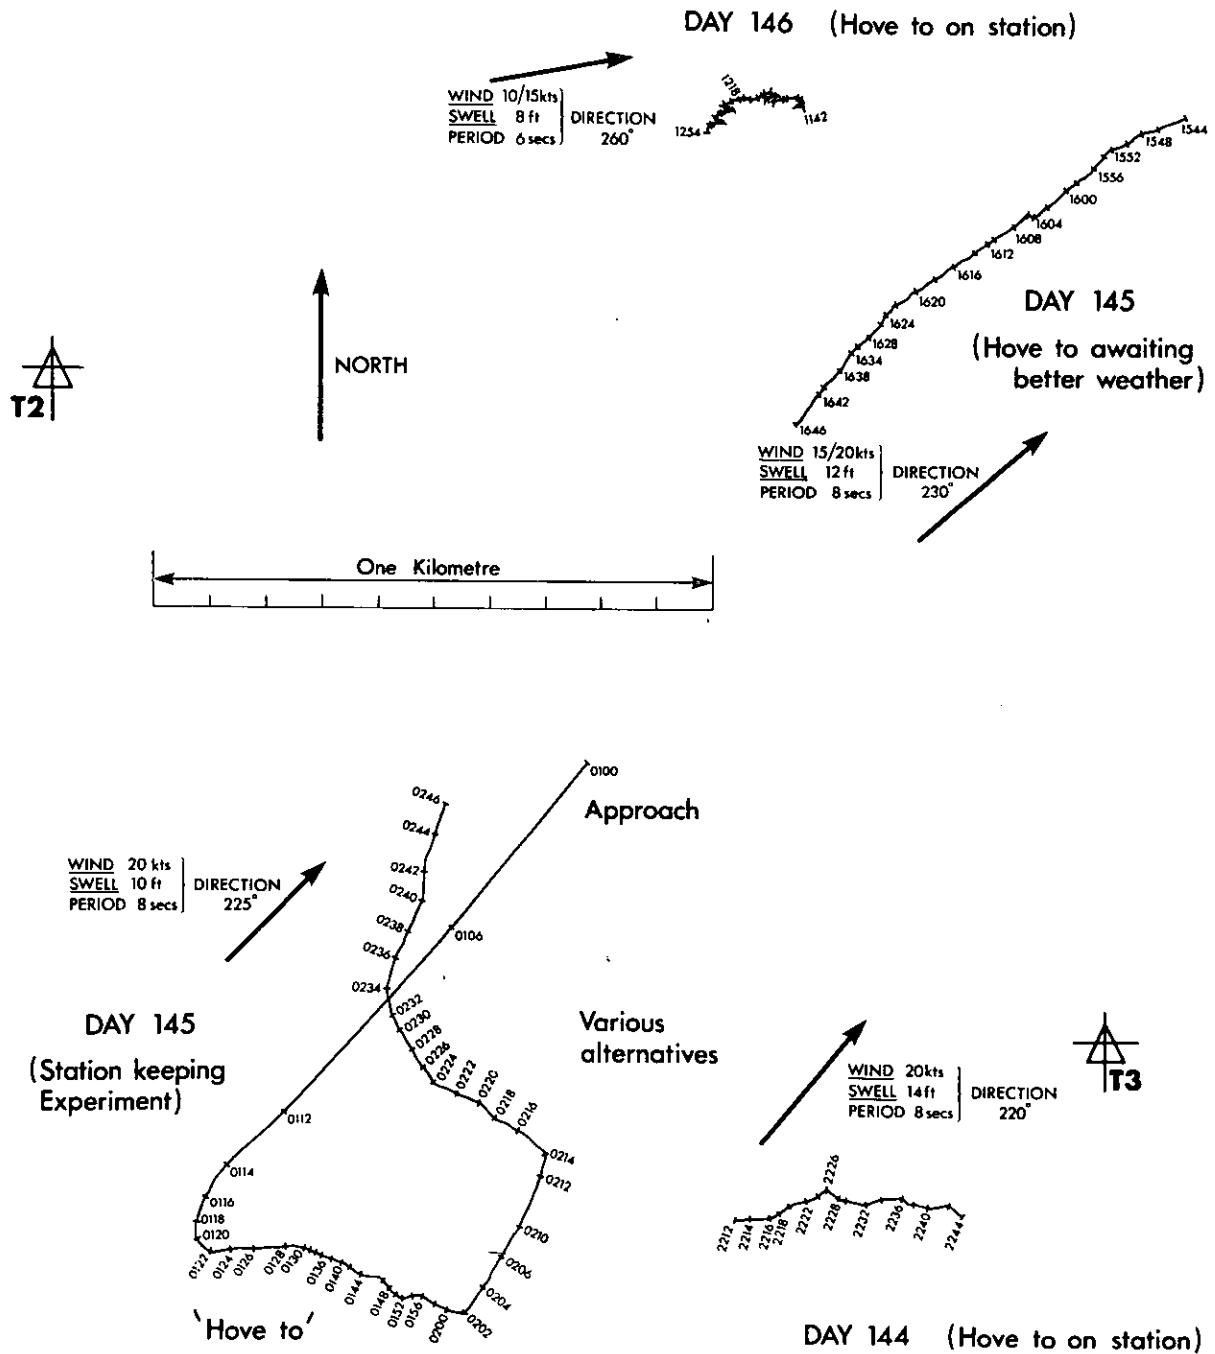 DAY 146 (Hove to on station)
WIND 10/15kts
SWELL 8 ft
PERIOD 6 secs
DIRECTION
260°
1218
1254
1142
1544
1548
1552
1556
1600
1604
1608
1612
1616
1620
1624
1628
1634
1638
1642
1646
DAY 145
(Hove to awaiting
better weather)
NORTH
T2
WIND 15/20kts
SWELL 12 ft
PERIOD 8 secs
DIRECTION
230°
One Kilometre
0100
Approach
0246
0244
0242
0240
0238
0236
0234
0106
WIND 20 kts
SWELL 10 ft
PERIOD 8 secs
DIRECTION
225°
DAY 145
(Station keeping
Experiment)
0232
0230
0228
0226
0224
0222
0220
0218
0216
0214
0212
0210
0206
0204
0202
Various
alternatives
0112
0114
0116
0118
0120
0122
0124
0126
0128
0130
0136
0140
0144
0148
0152
0156
0200
'Hove to'
T3
WIND 20kts
SWELL 14 ft
PERIOD 8 secs
DIRECTION
220°
2226
2212
2214
2216
2218
2222
2228
2232
2236
2240
2244
DAY 144 (Hove to on station)